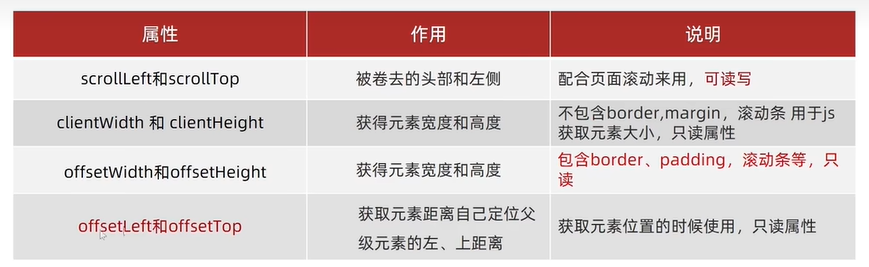 属性 作用 说明
scrollLeft和scrollTop 被卷去的头部和左侧 配合页面滚动来用，可读写
clientWidth 和 clientHeight 获得元素宽度和高度 不包含border,margin，滚动条 用于js
获取元素大小，只读属性
offsetWidth和offsetHeight 获得元素宽度和高度 包含border、padding，滚动条等，只
读
offsetLeft和offsetTop 获取元素距离自己定位父
级元素的左、上距离 获取元素位置的时候使用，只读属性